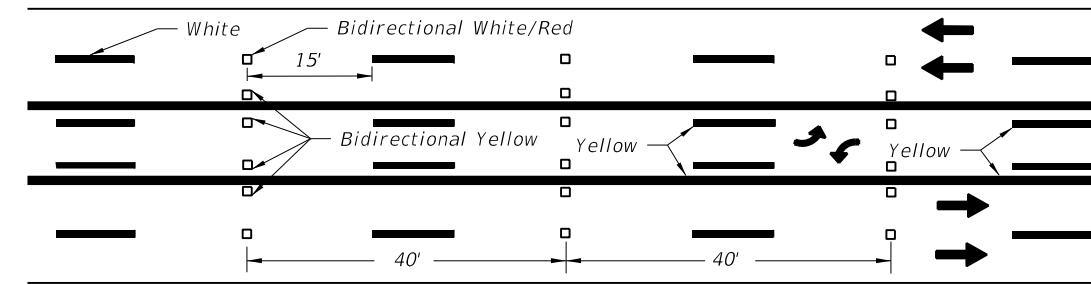 White
Bidirectional White/Red
15'
Bidirectional Yellow
Yellow
Yellow
40'
40'